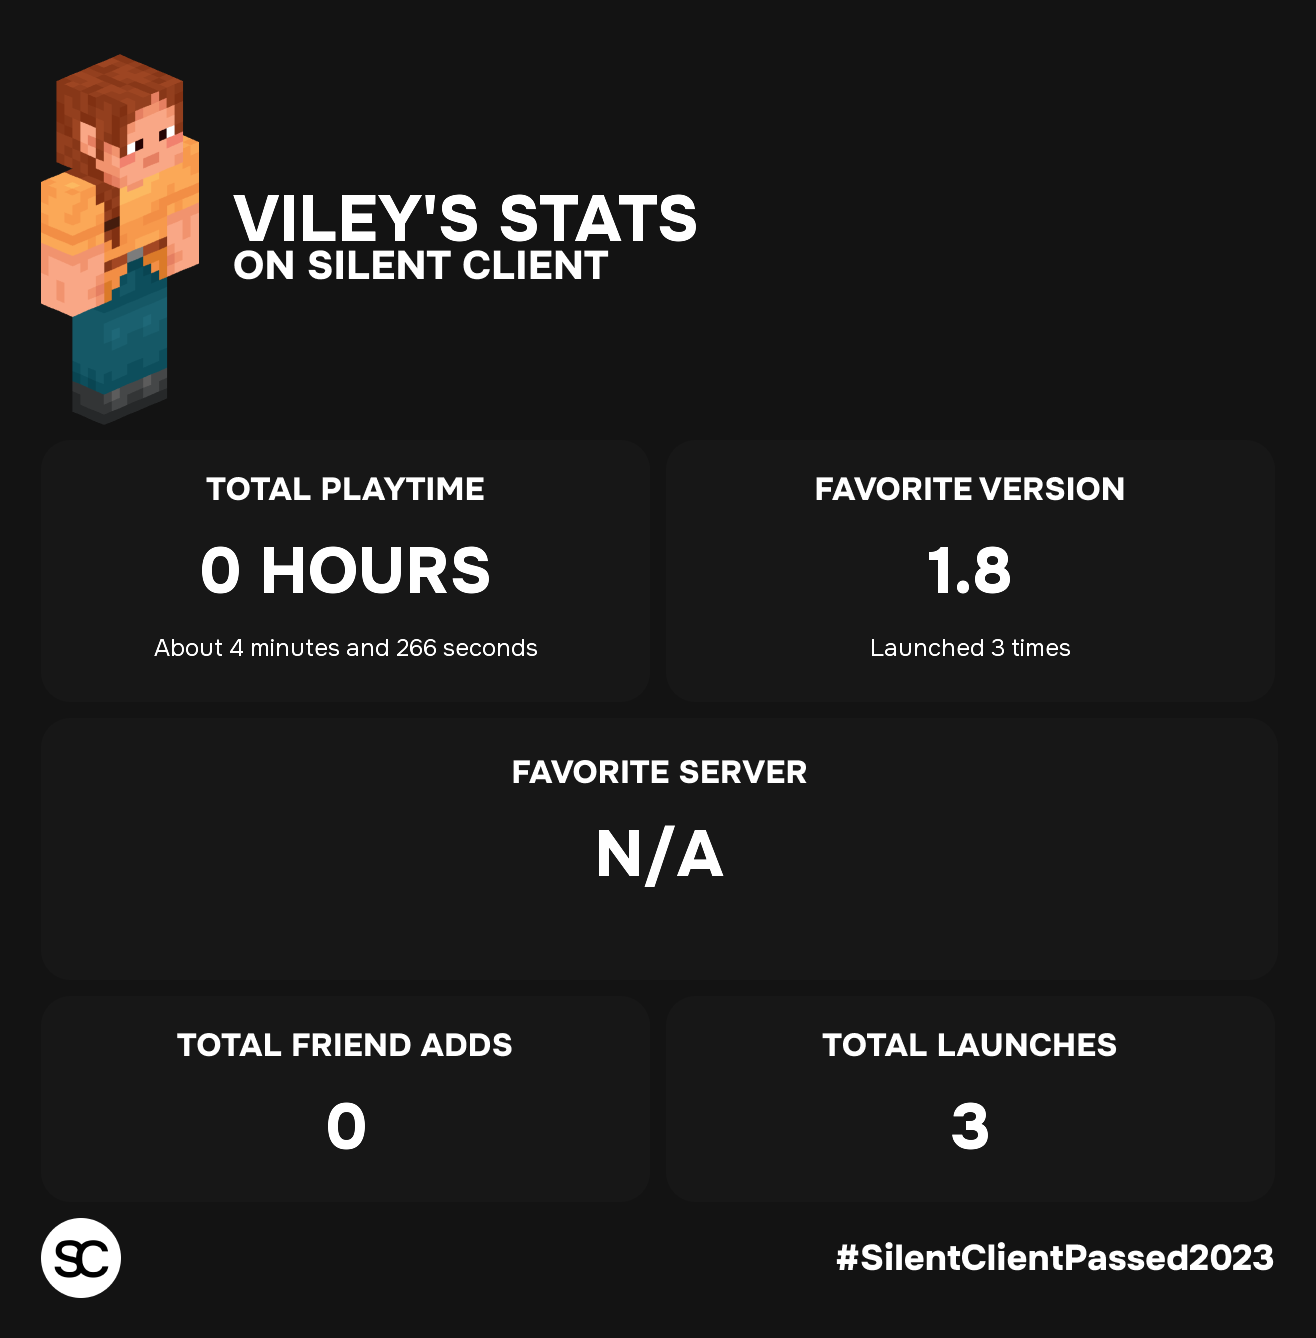 VILEY'S STATS
ON SILENT CLIENT
TOTAL PLAYTIME
0 HOURS
About 4 minutes and 266 seconds
FAVORITE VERSION
1.8
Launched 3 times
FAVORITE SERVER
N/A
TOTAL FRIEND ADDS
0
TOTAL LAUNCHES
3
SC
#SilentClientPassed2023